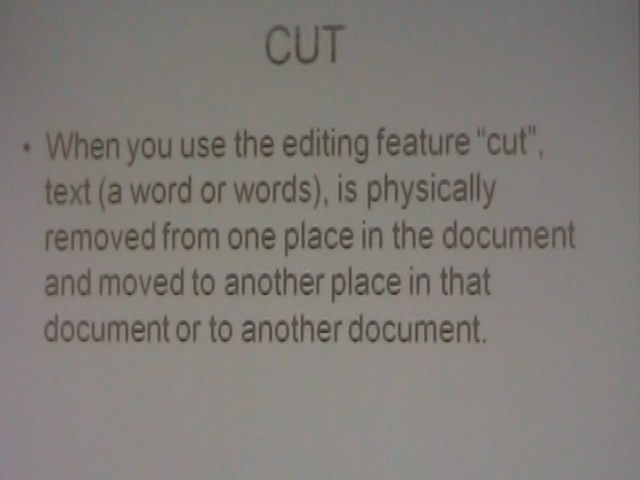 CUT
• When you use the editing feature “cut”,
text (a word or words), is physically
removed from one place in the document
and moved to another place in that
document or to another document.